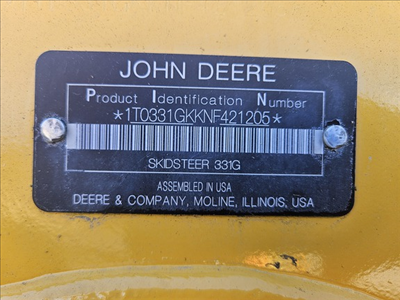 JOHN DEERE
Product Identification Number
*1T0331GKKNF421205*
SKIDSTEER 331G
ASSEMBLED IN USA
DEERE & COMPANY, MOLINE, ILLINOIS, USA